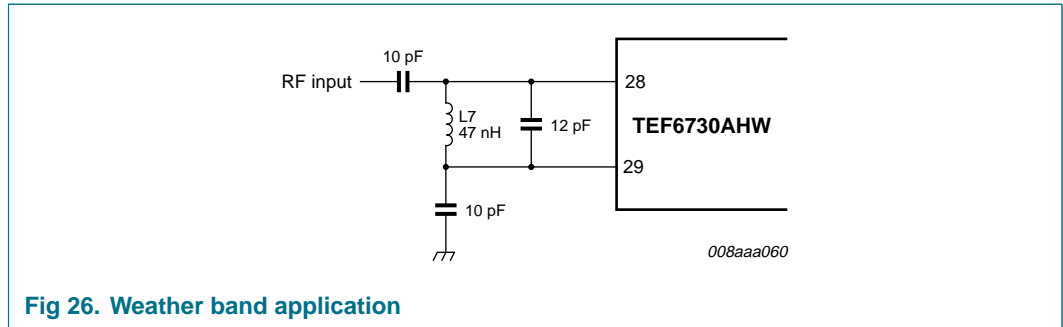 10 pF
RF input
28
L7
47 nH
12 pF
TEF6730AHW
29
10 pF
008aaa060
Fig 26. Weather band application